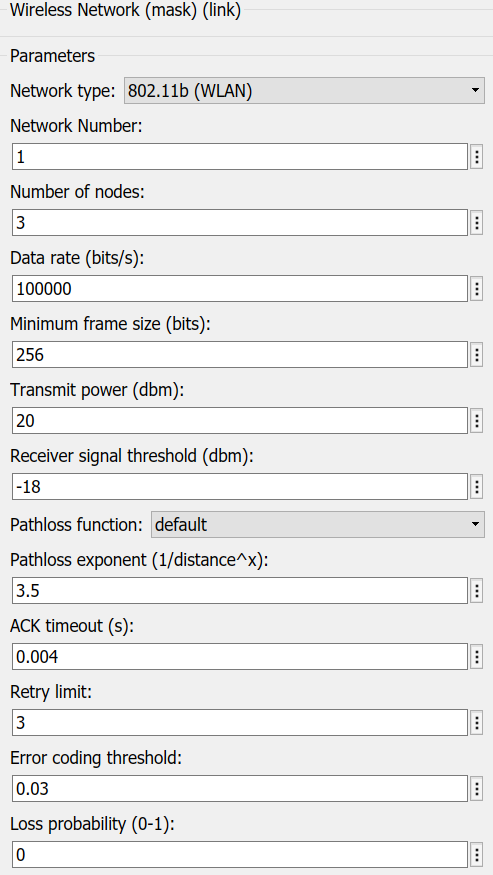 Wireless Network (mask) (link)
Parameters
Network type: 802.11b (WLAN)
Network Number:
1
Number of nodes:
3
Data rate (bits/s):
100000
Minimum frame size (bits):
256
Transmit power (dbm):
20
Receiver signal threshold (dbm):
-18
Pathloss function: default
Pathloss exponent (1/distance^x):
3.5
ACK timeout (s):
0.004
Retry limit:
3
Error coding threshold:
0.03
Loss probability (0-1):
0